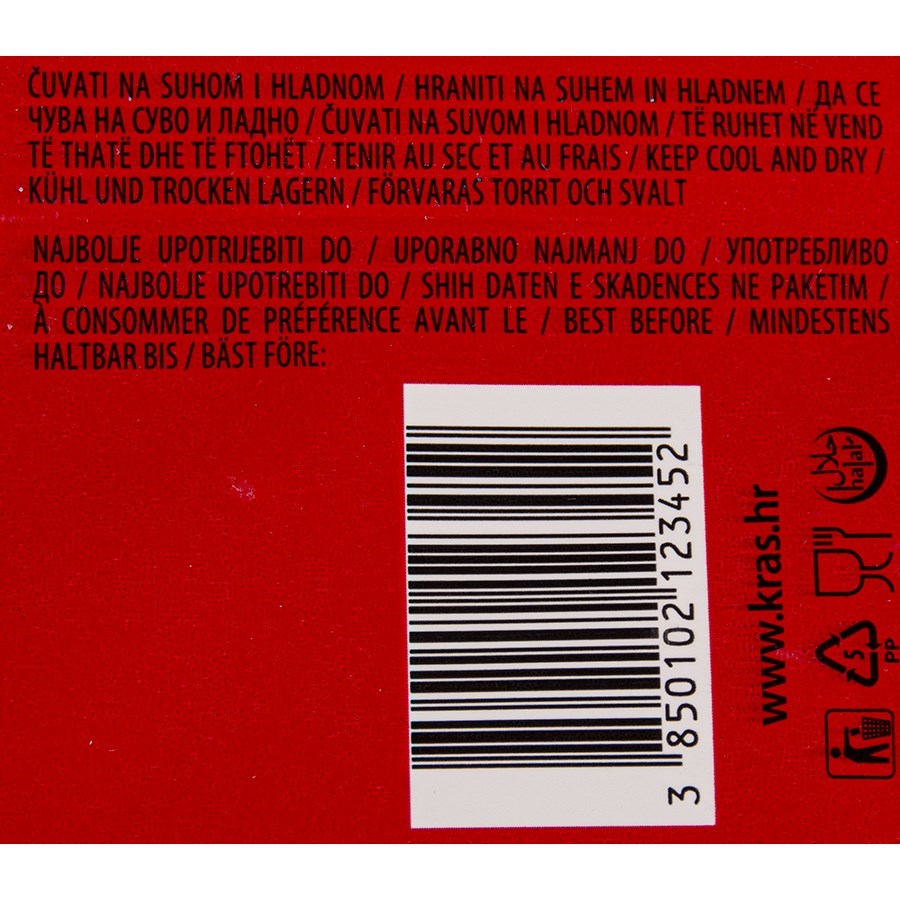 ČUVATI NA SUHOM I HLADNOM / HRANITI NA SUHEM IN HLADNEM / ДА СЕ
ЧУВА НА СУВО И ЛАДНО / ČUVATI NA SUVOM I HLADNOM / TË RUHET NË VEND
TË THATË DHE TË FTOHËT / TENIR AU SEC ET AU FRAIS / KEEP COOL AND DRY /
KÜHL UND TROCKEN LAGERN / FÖRVARAS TORRT OCH SVALT
NAJBOLJE UPOTRIJEBITI DO / UPORABNO NAJMANJ DO / УПОТРЕБЛИВО
ДО / NAJBOLJE UPOTREBITI DO / SHIH DATEN E SKADENCES NE PAKETIM /
À CONSOMMER DE PRÉFÉRENCE AVANT LE / BEST BEFORE / MINDESTENS
HALTBAR BIS / BÄST FÖRE:
3 850102 123452
www.kras.hr
حلال
halal
5
PP